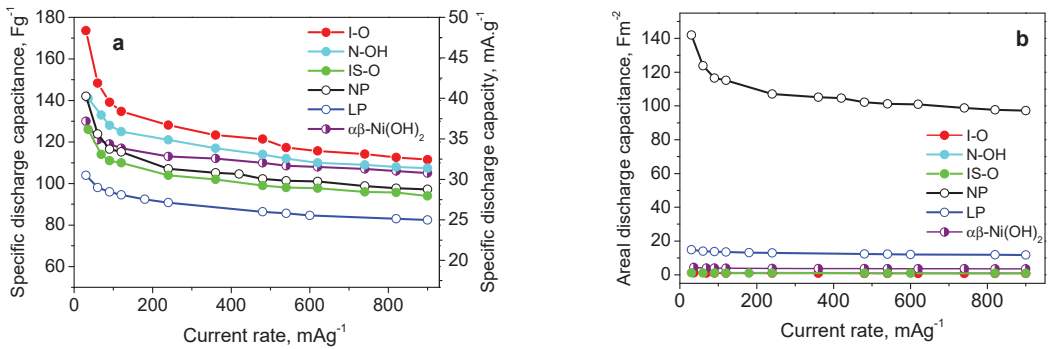 a
Specific discharge capacitance, Fg⁻¹
180
160
140
120
100
80
60
0
200
400
600
800
Current rate, mAg⁻¹
50
45
40
35
30
25
20
Specific discharge capacity, mA.g⁻¹
I-O
N-OH
IS-O
NP
LP
αβ-Ni(OH)₂
b
Areal discharge capacitance, Fm⁻²
140
120
100
80
60
40
20
0
0
200
400
600
800
Current rate, mAg⁻¹
I-O
N-OH
IS-O
NP
LP
αβ-Ni(OH)₂